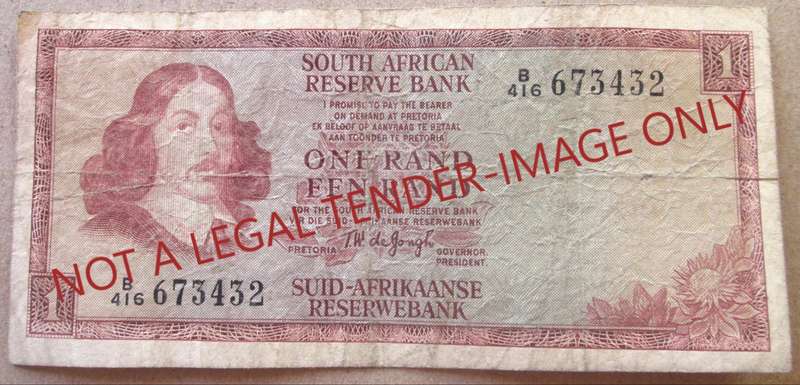 SOUTH AFRICAN
RESERVE BANK
1
B/416 673432
I PROMISE TO PAY THE BEARER
ON DEMAND AT PRETORIA
EK BELOOF OP AANVRAAG TE BETAAL
AAN TOONDER TE PRETORIA
ONE RAND
EEN RAND
FOR THE SOUTH AFRICAN RESERVE BANK
VIR DIE SUID-AFRIKAANSE RESERWEBANK
PRETORIA T.W. de Jongh GOVERNOR.
PRESIDENT.
1
B/416 673432
SUID-AFRIKAANSE
RESERWEBANK
NOT A LEGAL TENDER-IMAGE ONLY